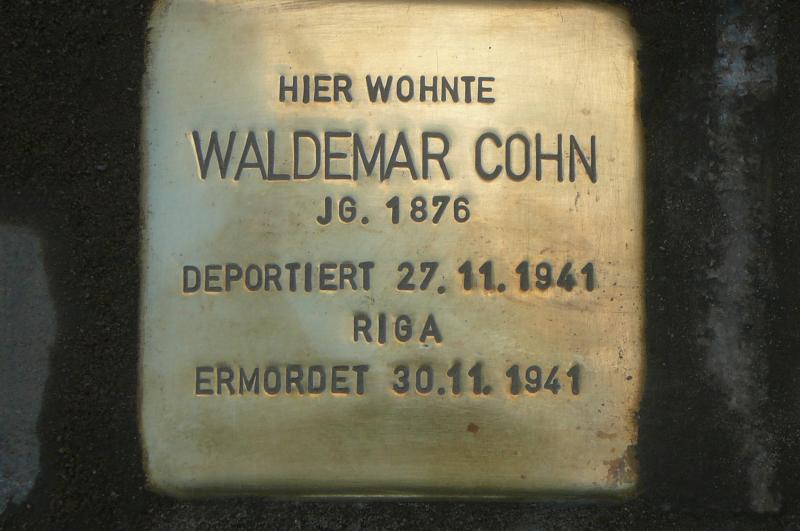 HIER WOHNTE
WALDEMAR COHN
JG. 1876
DEPORTIERT 27.11.1941
RIGA
ERMORDET 30.11.1941